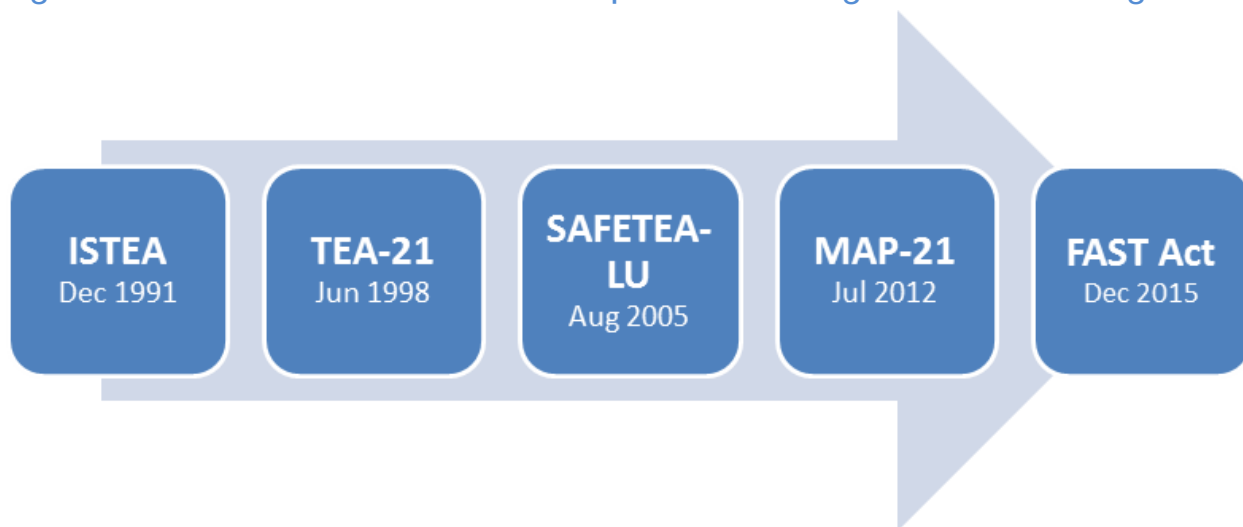 ISTEA
Dec 1991
TEA-21
Jun 1998
SAFETEA-
LU
Aug 2005
MAP-21
Jul 2012
FAST Act
Dec 2015